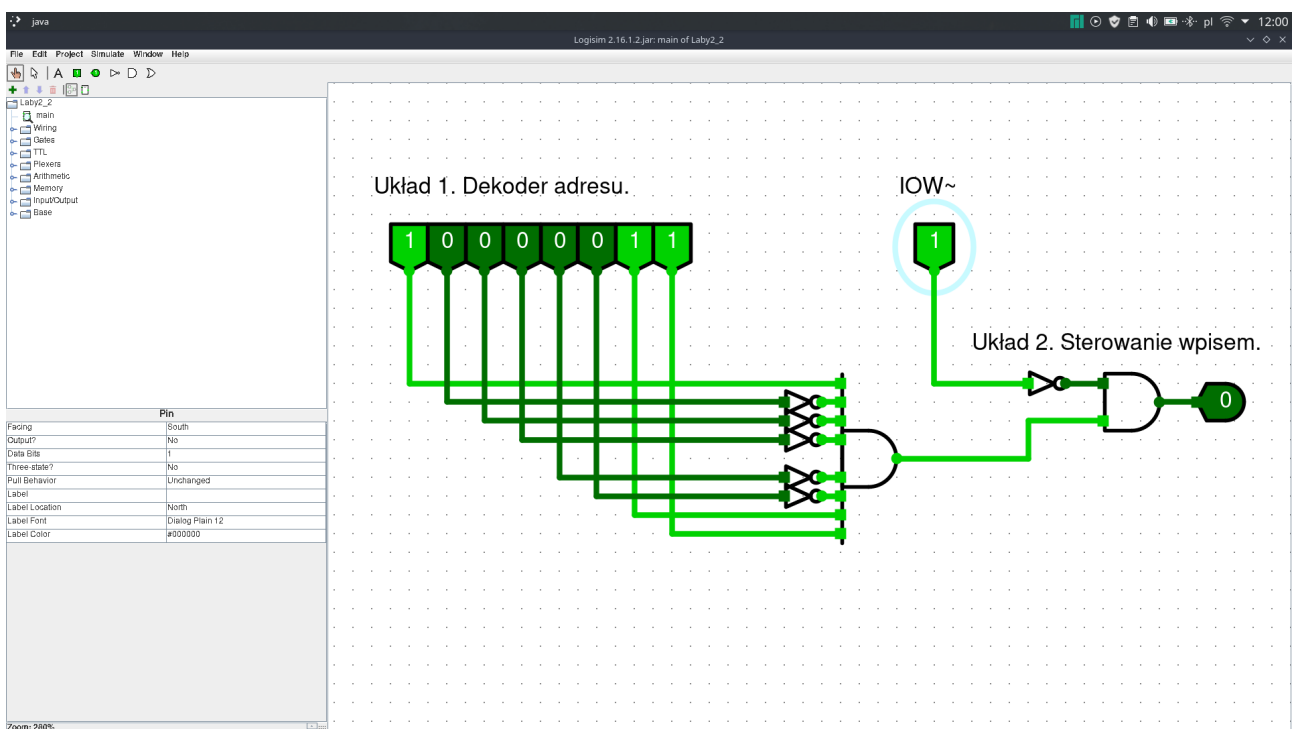 java
pl
12:00
Logisim 2.16.1.2.jar: main of Laby2_2
File Edit Project Simulate Window Help
A
Laby2_2
main
Wiring
Gates
TTL
Plexers
Arithmetic
Memory
Input/Output
Base
Układ 1. Dekoder adresu.
IOW~
1 0 0 0 0 0 1 1
1
Układ 2. Sterowanie wpisem.
0
Pin
Facing South
Output? No
Data Bits 1
Three-state? No
Pull Behavior Unchanged
Label
Label Location North
Label Font Dialog Plain 12
Label Color #000000
Zoom: 280%